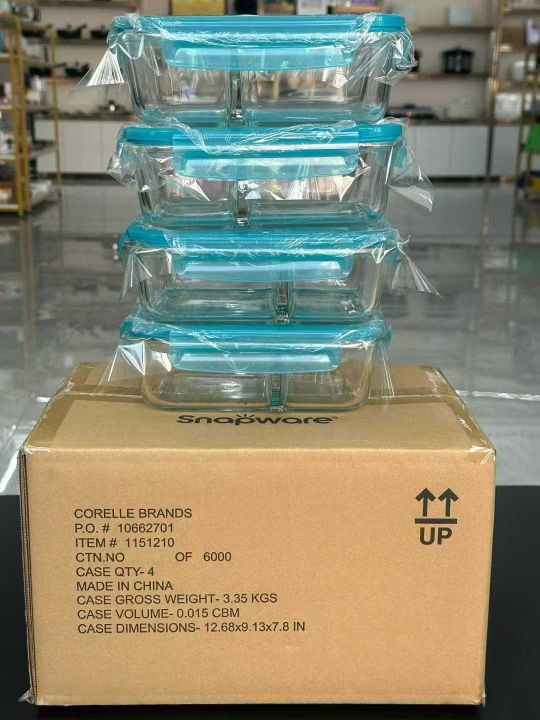 Snapware
CORELLE BRANDS
P.O. # 10662701
ITEM # 1151210
CTN.NO OF 6000
CASE QTY- 4
MADE IN CHINA
CASE GROSS WEIGHT- 3.35 KGS
CASE VOLUME- 0.015 CBM
CASE DIMENSIONS- 12.68x9.13x7.8 IN
UP